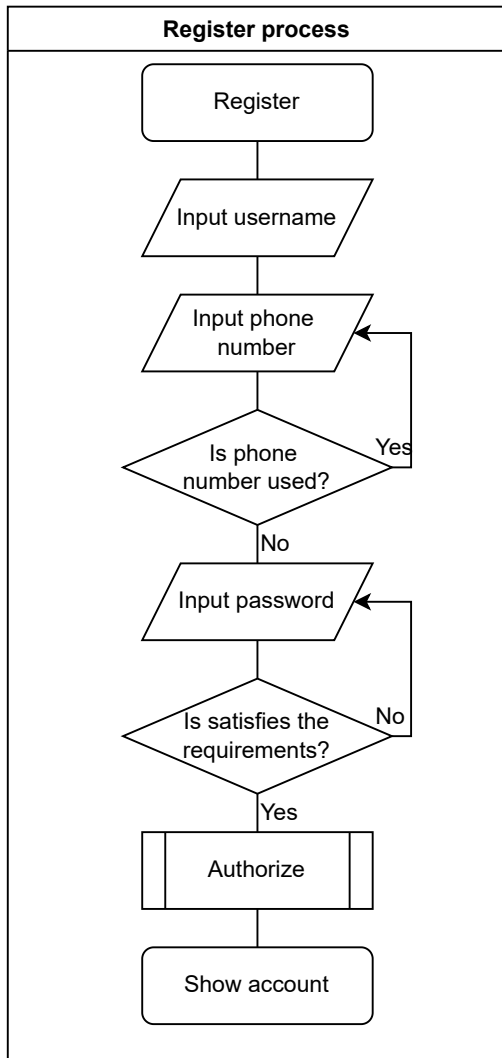 Register process
Register
Input username
Input phone
number
Is phone
number used?
Yes
No
Input password
Is satisfies the
requirements?
No
Yes
Authorize
Show account